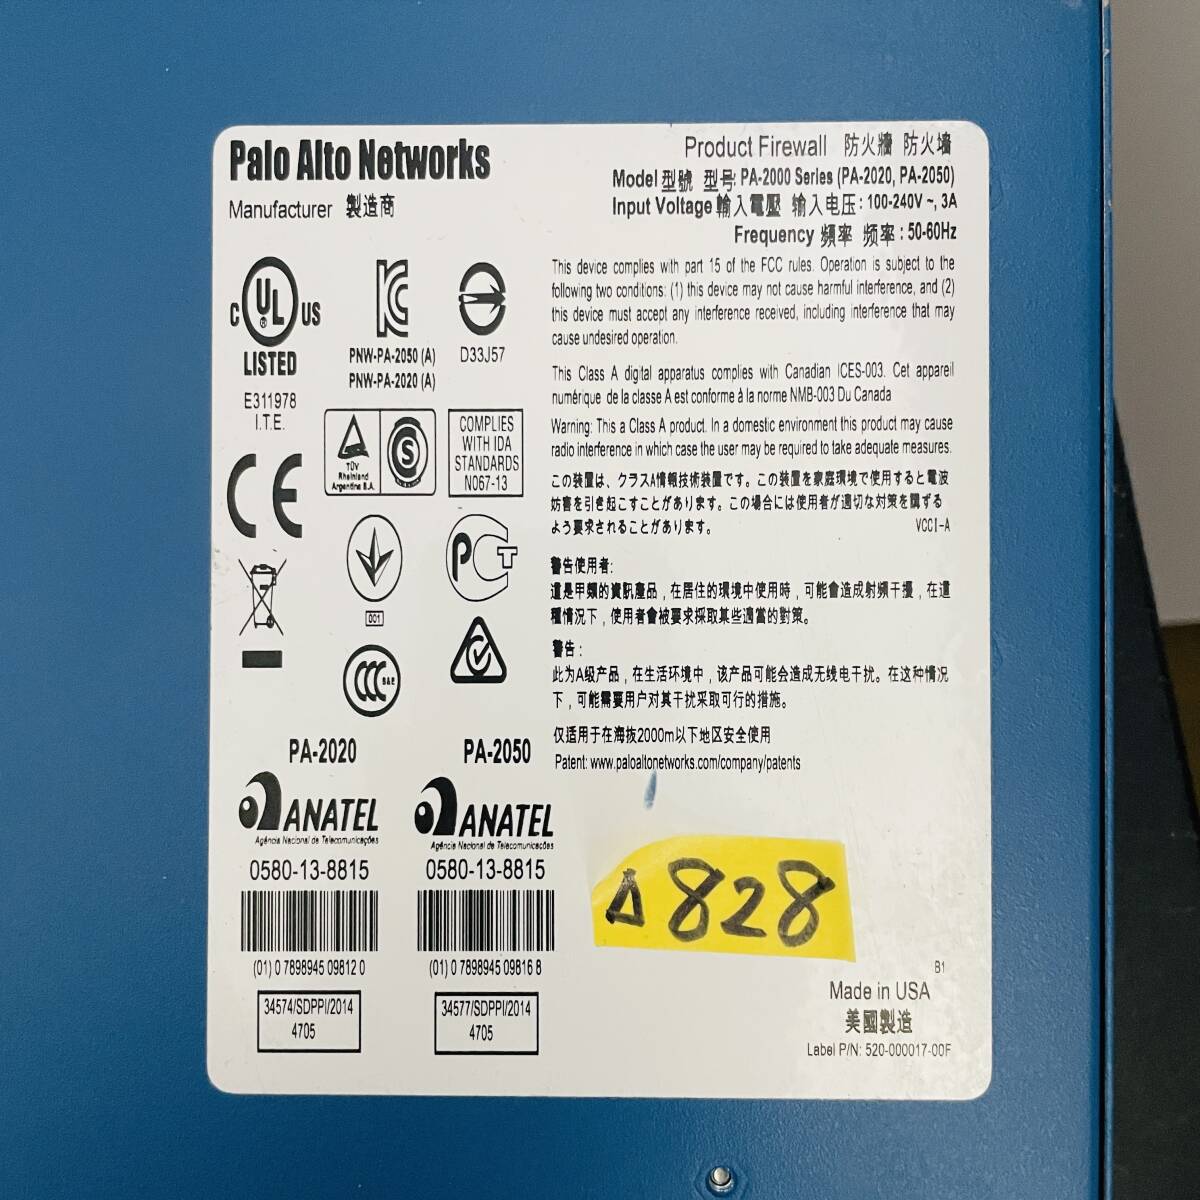 Palo Alto Networks
Manufacturer 製造商
Product Firewall 防火牆 防火墙
Model 型號 型号: PA-2000 Series (PA-2020, PA-2050)
Input Voltage 輸入電壓 输入电压: 100-240V ~, 3A
Frequency 頻率 频率: 50-60Hz
C UL ® US
LISTED
E311978
I.T.E.
PNW-PA-2050 (A)
PNW-PA-2020 (A)
D33J57
TÜV
Rheinland
Argentina S.A.
S
COMPLIES
WITH IDA
STANDARDS
N067-13
CE
001
PCT
CCC S&E
This device complies with part 15 of the FCC rules. Operation is subject to the
following two conditions: (1) this device may not cause harmful interference, and (2)
this device must accept any interference received, including interference that may
cause undesired operation.
This Class A digital apparatus complies with Canadian ICES-003. Cet appareil
numérique de la classe A est conforme à la norme NMB-003 Du Canada
Warning: This a Class A product. In a domestic environment this product may cause
radio interference in which case the user may be required to take adequate measures.
この装置は、クラスA情報技術装置です。この装置を家庭環境で使用すると電波
妨害を引き起こすことがあります。この場合には使用者が適切な対策を講ずる
よう要求されることがあります。 VCCI-A
警告使用者:
這是甲類的資訊產品，在居住的環境中使用時，可能會造成射頻干擾，在這
種情況下，使用者會被要求採取某些適當的對策。
警告:
此为A级产品，在生活环境中，该产品可能会造成无线电干扰。在这种情况
下，可能需要用户对其干扰采取可行的措施。
仅适用于在海拔2000m以下地区安全使用
Patent: www.paloaltonetworks.com/company/patents
PA-2020
ANATEL
Agência Nacional de Telecomunicações
0580-13-8815
(01) 0 7898945 09812 0
34574/SDPPI/2014
4705
PA-2050
ANATEL
Agência Nacional de Telecomunicações
0580-13-8815
(01) 0 7898945 09816 8
34577/SDPPI/2014
4705
Δ828
B1
Made in USA
美國製造
Label P/N: 520-000017-00F